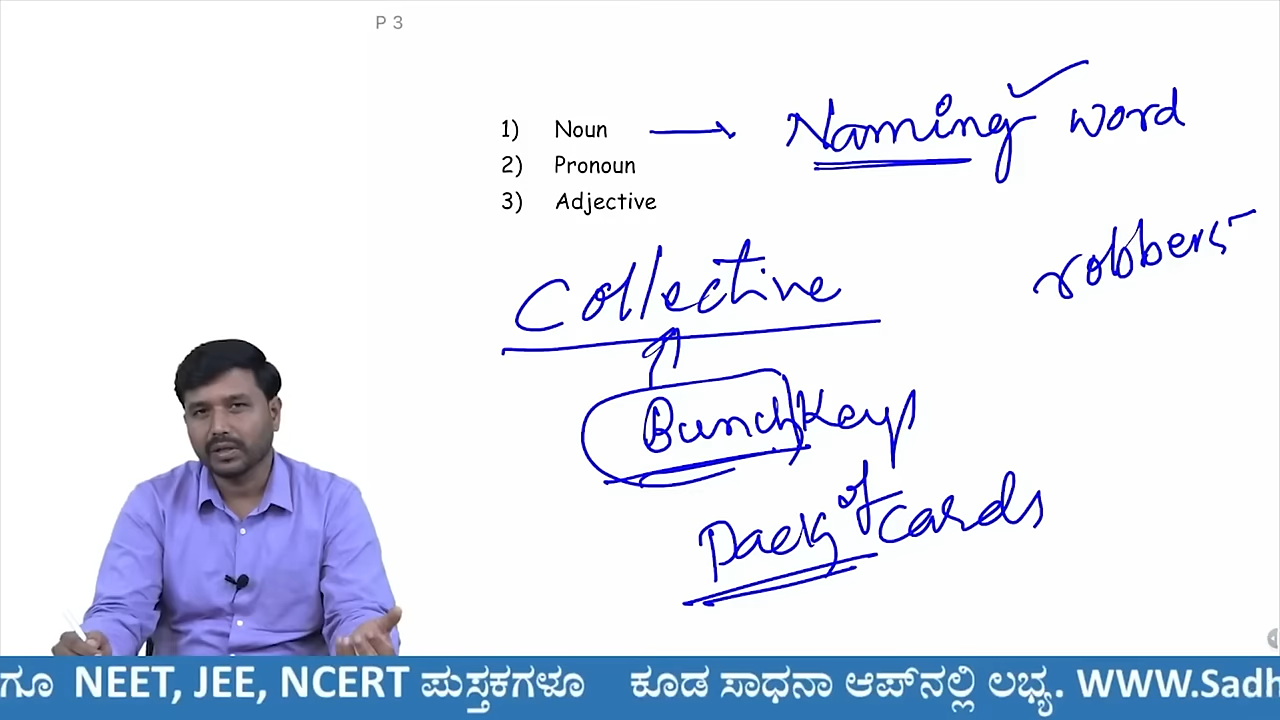 P 3
1) Noun → Naming word
2) Pronoun
3) Adjective
robbers
Collective
Bunch Keys
Pack of cards
ಗೂ NEET, JEE, NCERT ಪುಸ್ತಕಗಳೂ ಕೂಡ ಸಾಧನಾ ಆಪ್‌ನಲ್ಲಿ ಲಭ್ಯ. WWW.Sadh